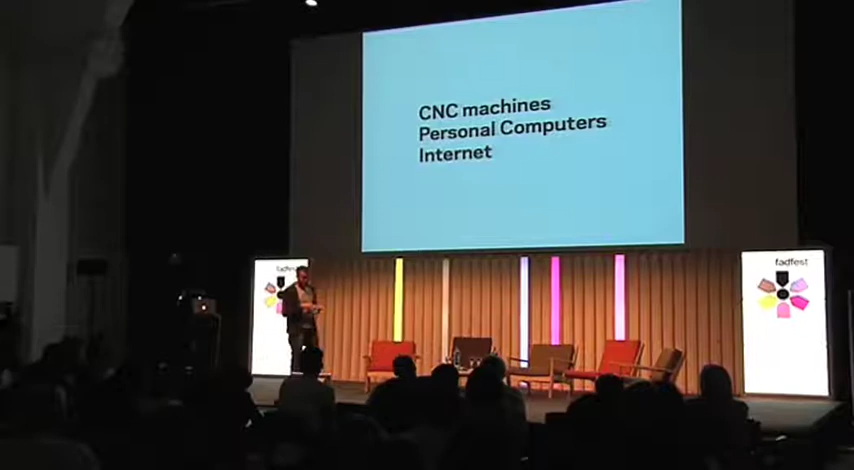 CNC machines
Personal Computers
Internet
fadfest
fadfest